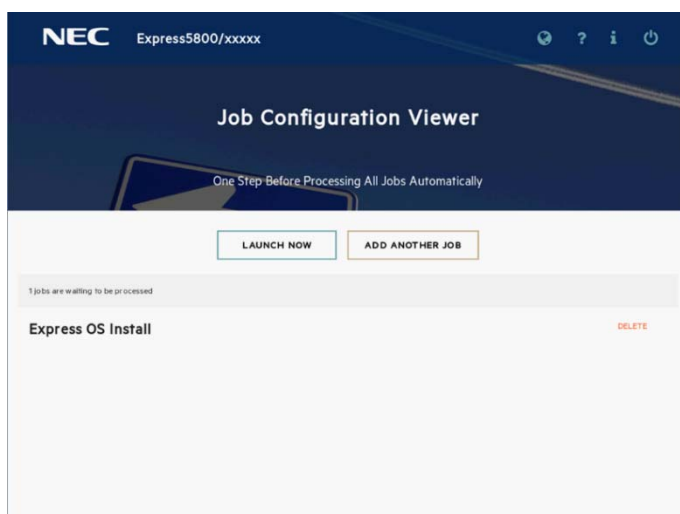 NEC Express5800/xxxxx
Job Configuration Viewer
One Step Before Processing All Jobs Automatically
LAUNCH NOW ADD ANOTHER JOB
1 jobs are waiting to be processed
Express OS Install DELETE